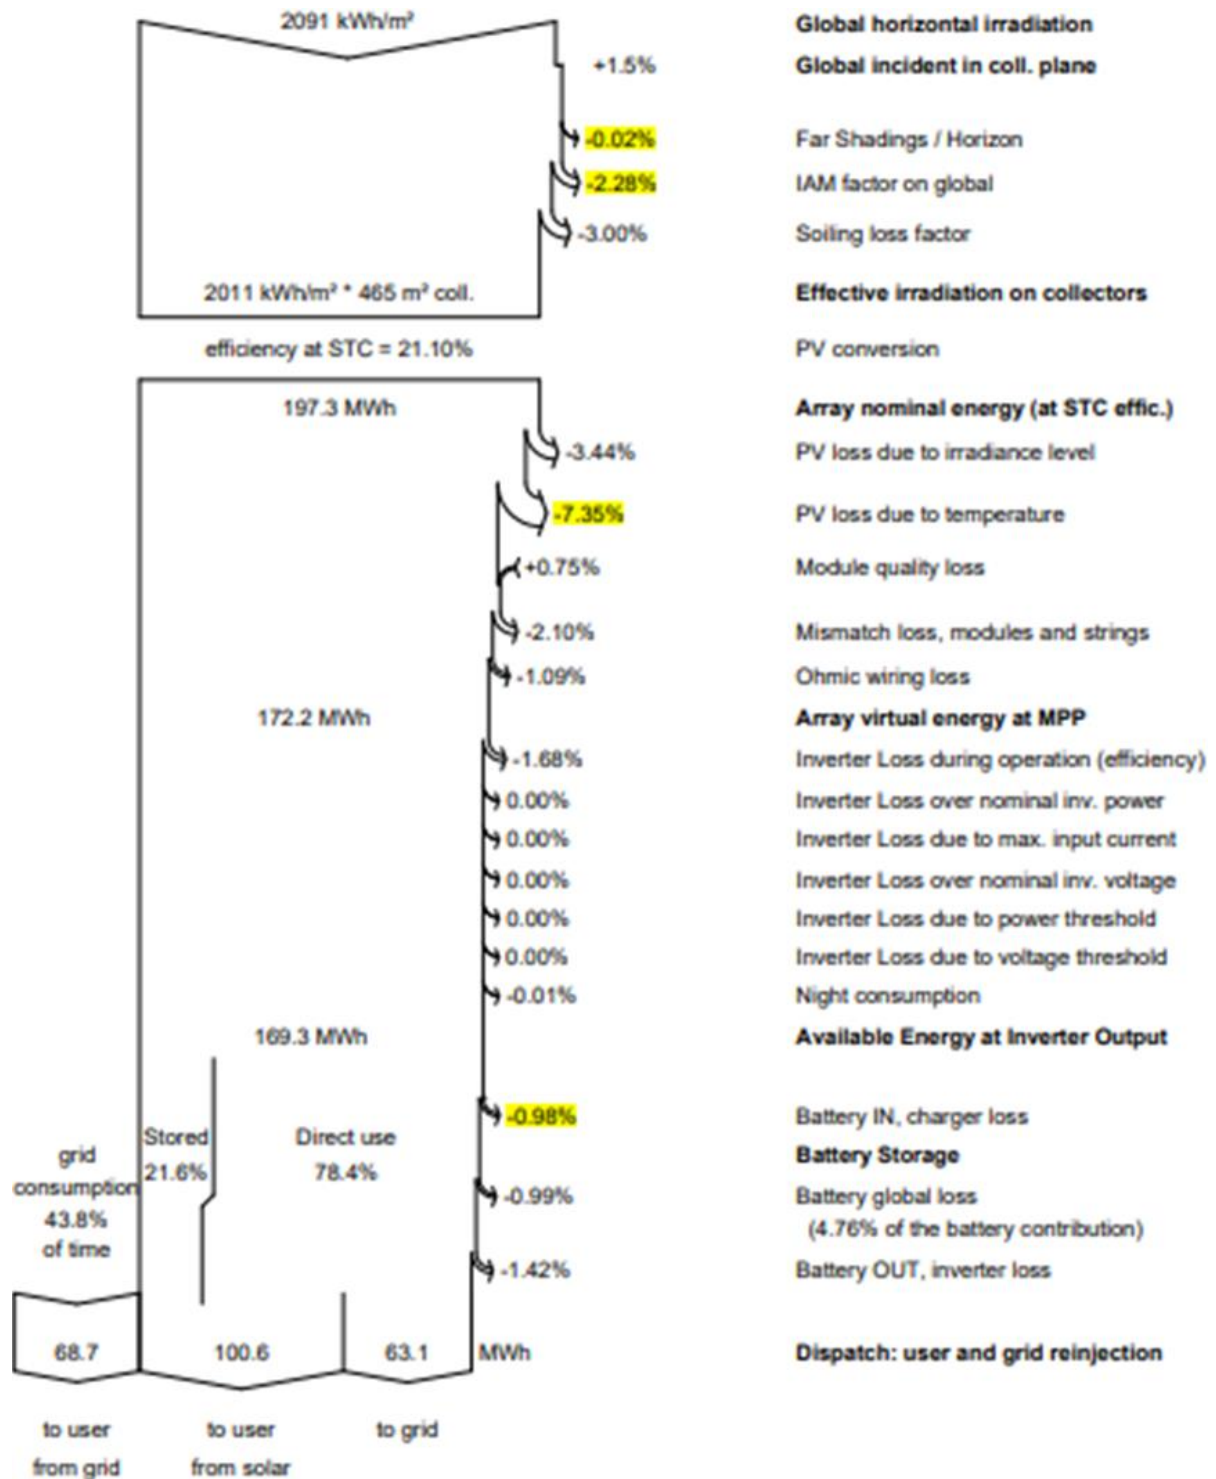 2091 kWh/m² Global horizontal irradiation
+1.5% Global incident in coll. plane
-0.02% Far Shadings / Horizon
-2.28% IAM factor on global
-3.00% Soiling loss factor
2011 kWh/m² * 465 m² coll. Effective irradiation on collectors
efficiency at STC = 21.10% PV conversion
197.3 MWh Array nominal energy (at STC effic.)
-3.44% PV loss due to irradiance level
-7.35% PV loss due to temperature
+0.75% Module quality loss
-2.10% Mismatch loss, modules and strings
-1.09% Ohmic wiring loss
172.2 MWh Array virtual energy at MPP
-1.68% Inverter Loss during operation (efficiency)
0.00% Inverter Loss over nominal inv. power
0.00% Inverter Loss due to max. input current
0.00% Inverter Loss over nominal inv. voltage
0.00% Inverter Loss due to power threshold
0.00% Inverter Loss due to voltage threshold
-0.01% Night consumption
169.3 MWh Available Energy at Inverter Output
-0.98% Battery IN, charger loss
Stored Direct use
grid 21.6% 78.4% Battery Storage
consumption -0.99% Battery global loss
43.8% (4.76% of the battery contribution)
of time
-1.42% Battery OUT, inverter loss
68.7 100.6 63.1 MWh Dispatch: user and grid reinjection
to user to user to grid
from grid from solar